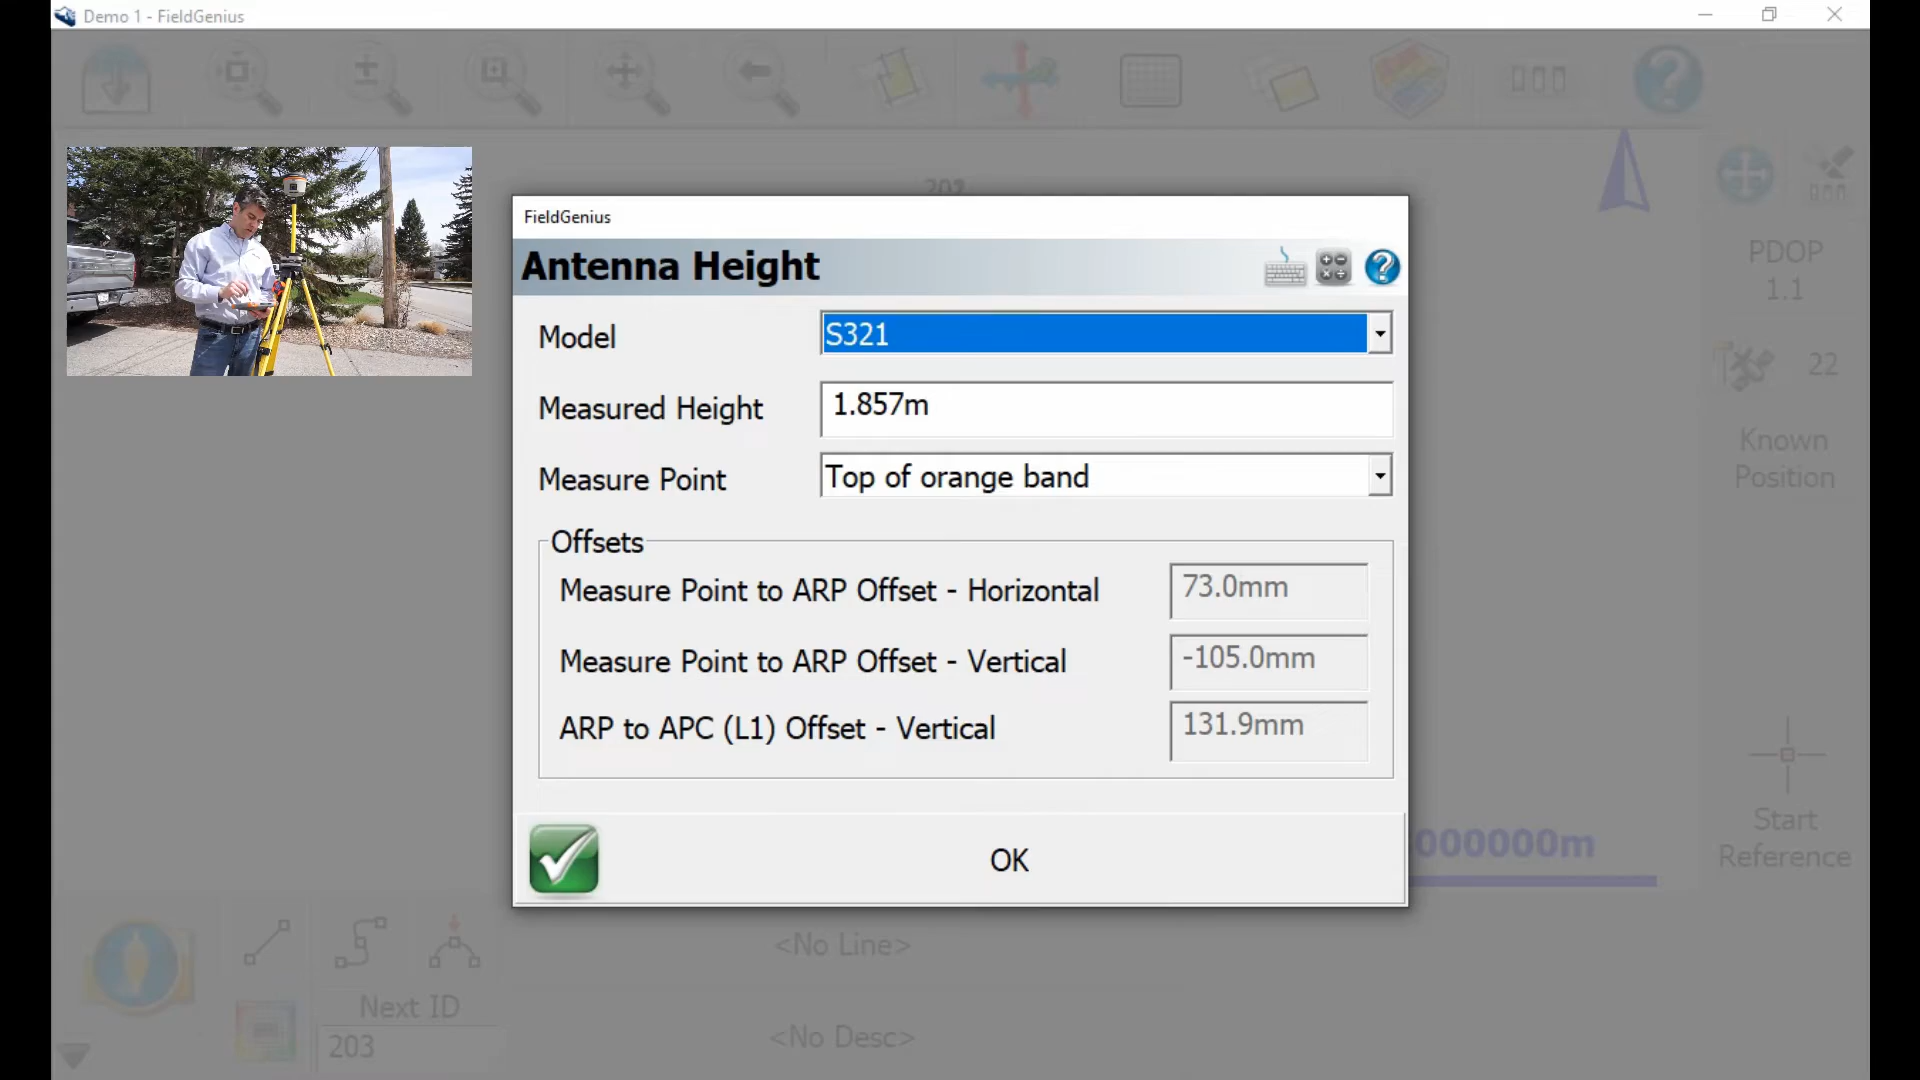 Demo 1 - FieldGenius
202
FieldGenius
Antenna Height
Model
S321
Measured Height
1.857m
Measure Point
Top of orange band
Offsets
Measure Point to ARP Offset - Horizontal
73.0mm
Measure Point to ARP Offset - Vertical
-105.0mm
ARP to APC (L1) Offset - Vertical
131.9mm
OK
PDOP
1.1
22
Known
Position
Start
Reference
000000m
<No Line>
Next ID
203
<No Desc>